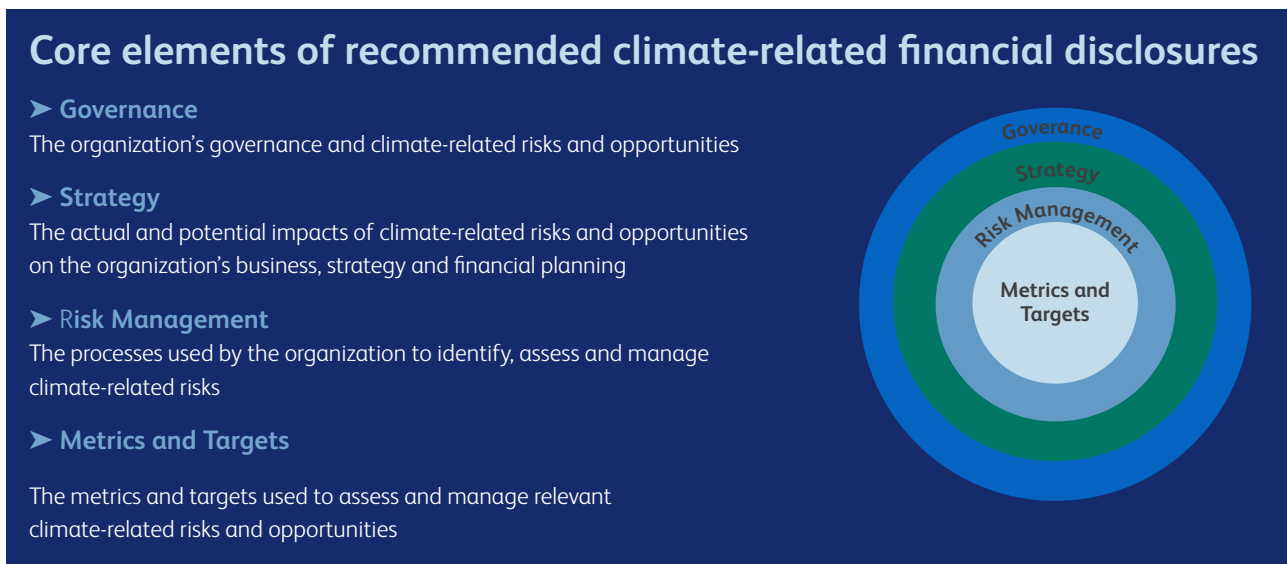 Core elements of recommended climate-related financial disclosures
➤ Governance
The organization’s governance and climate-related risks and opportunities
➤ Strategy
The actual and potential impacts of climate-related risks and opportunities
on the organization’s business, strategy and financial planning
➤ Risk Management
The processes used by the organization to identify, assess and manage
climate-related risks
➤ Metrics and Targets
The metrics and targets used to assess and manage relevant
climate-related risks and opportunities
Goverance
Strategy
Risk Management
Metrics and
Targets